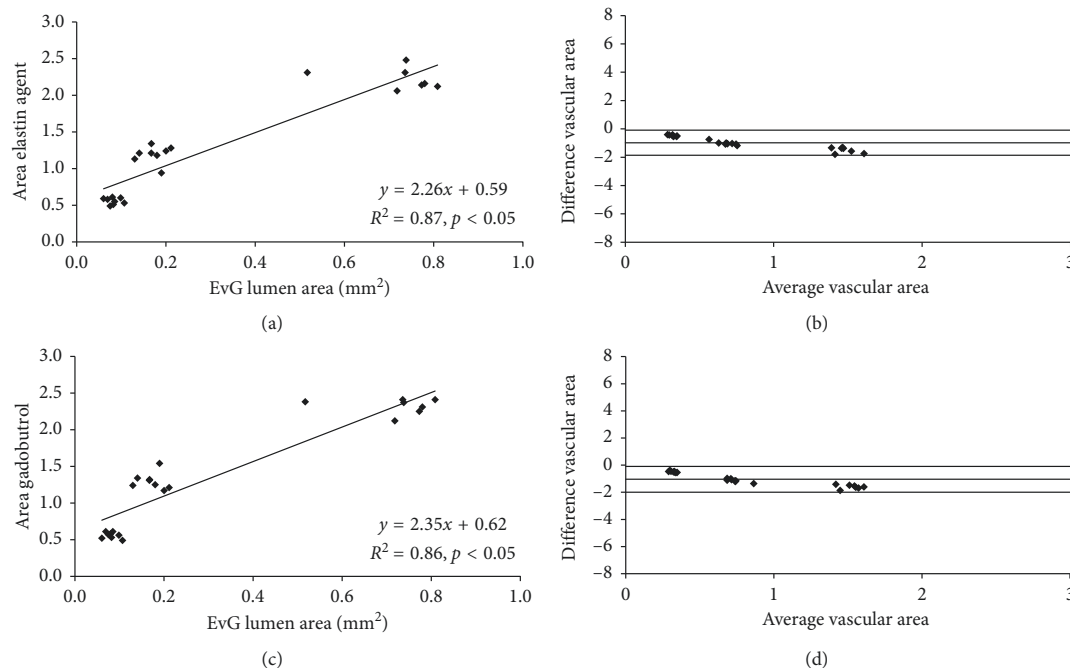 3.0
2.5
2.0
1.5
1.0
0.5
0.0
Area elastin agent
y = 2.26x + 0.59
R² = 0.87, p < 0.05
0.0 0.2 0.4 0.6 0.8 1.0
EvG lumen area (mm²)
(a)
8
6
4
2
0
−2
−4
−6
−8
Difference vascular area
0 1 2 3
Average vascular area
(b)
3.0
2.5
2.0
1.5
1.0
0.5
0.0
Area gadobutrol
y = 2.35x + 0.62
R² = 0.86, p < 0.05
0.0 0.2 0.4 0.6 0.8 1.0
EvG lumen area (mm²)
(c)
8
6
4
2
0
−2
−4
−6
−8
Difference vascular area
0 1 2 3
Average vascular area
(d)